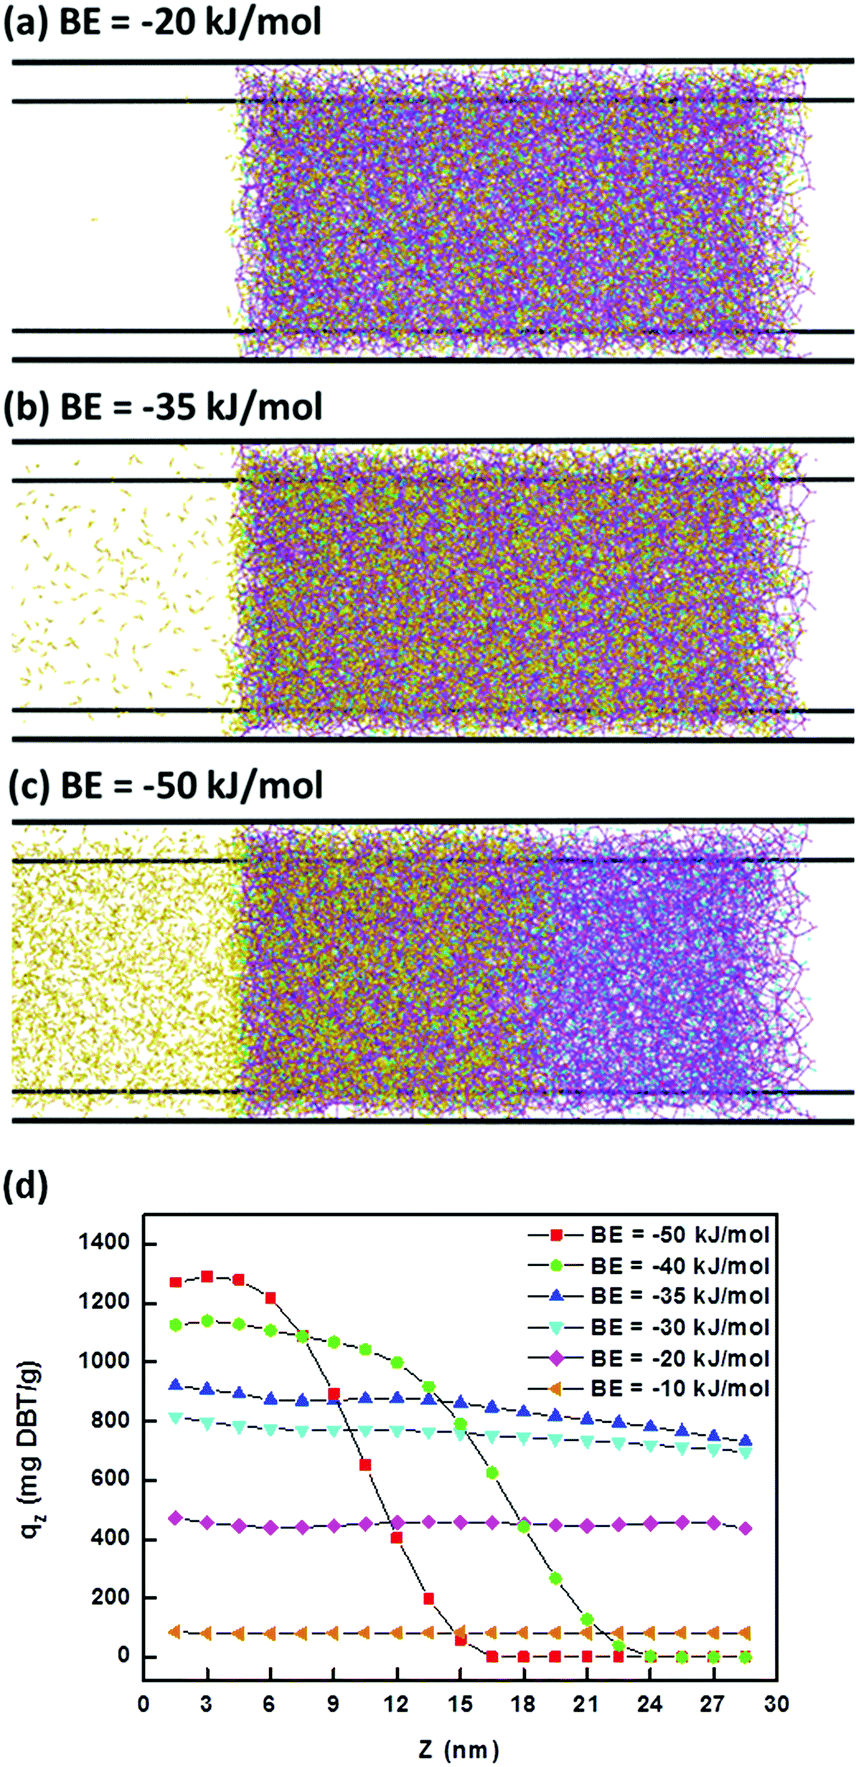 (a) BE = -20 kJ/mol
(b) BE = -35 kJ/mol
(c) BE = -50 kJ/mol
(d)
1400
1200
1000
800
600
400
200
0
qz (mg DBT/g)
BE = -50 kJ/mol
BE = -40 kJ/mol
BE = -35 kJ/mol
BE = -30 kJ/mol
BE = -20 kJ/mol
BE = -10 kJ/mol
0 3 6 9 12 15 18 21 24 27 30
Z (nm)